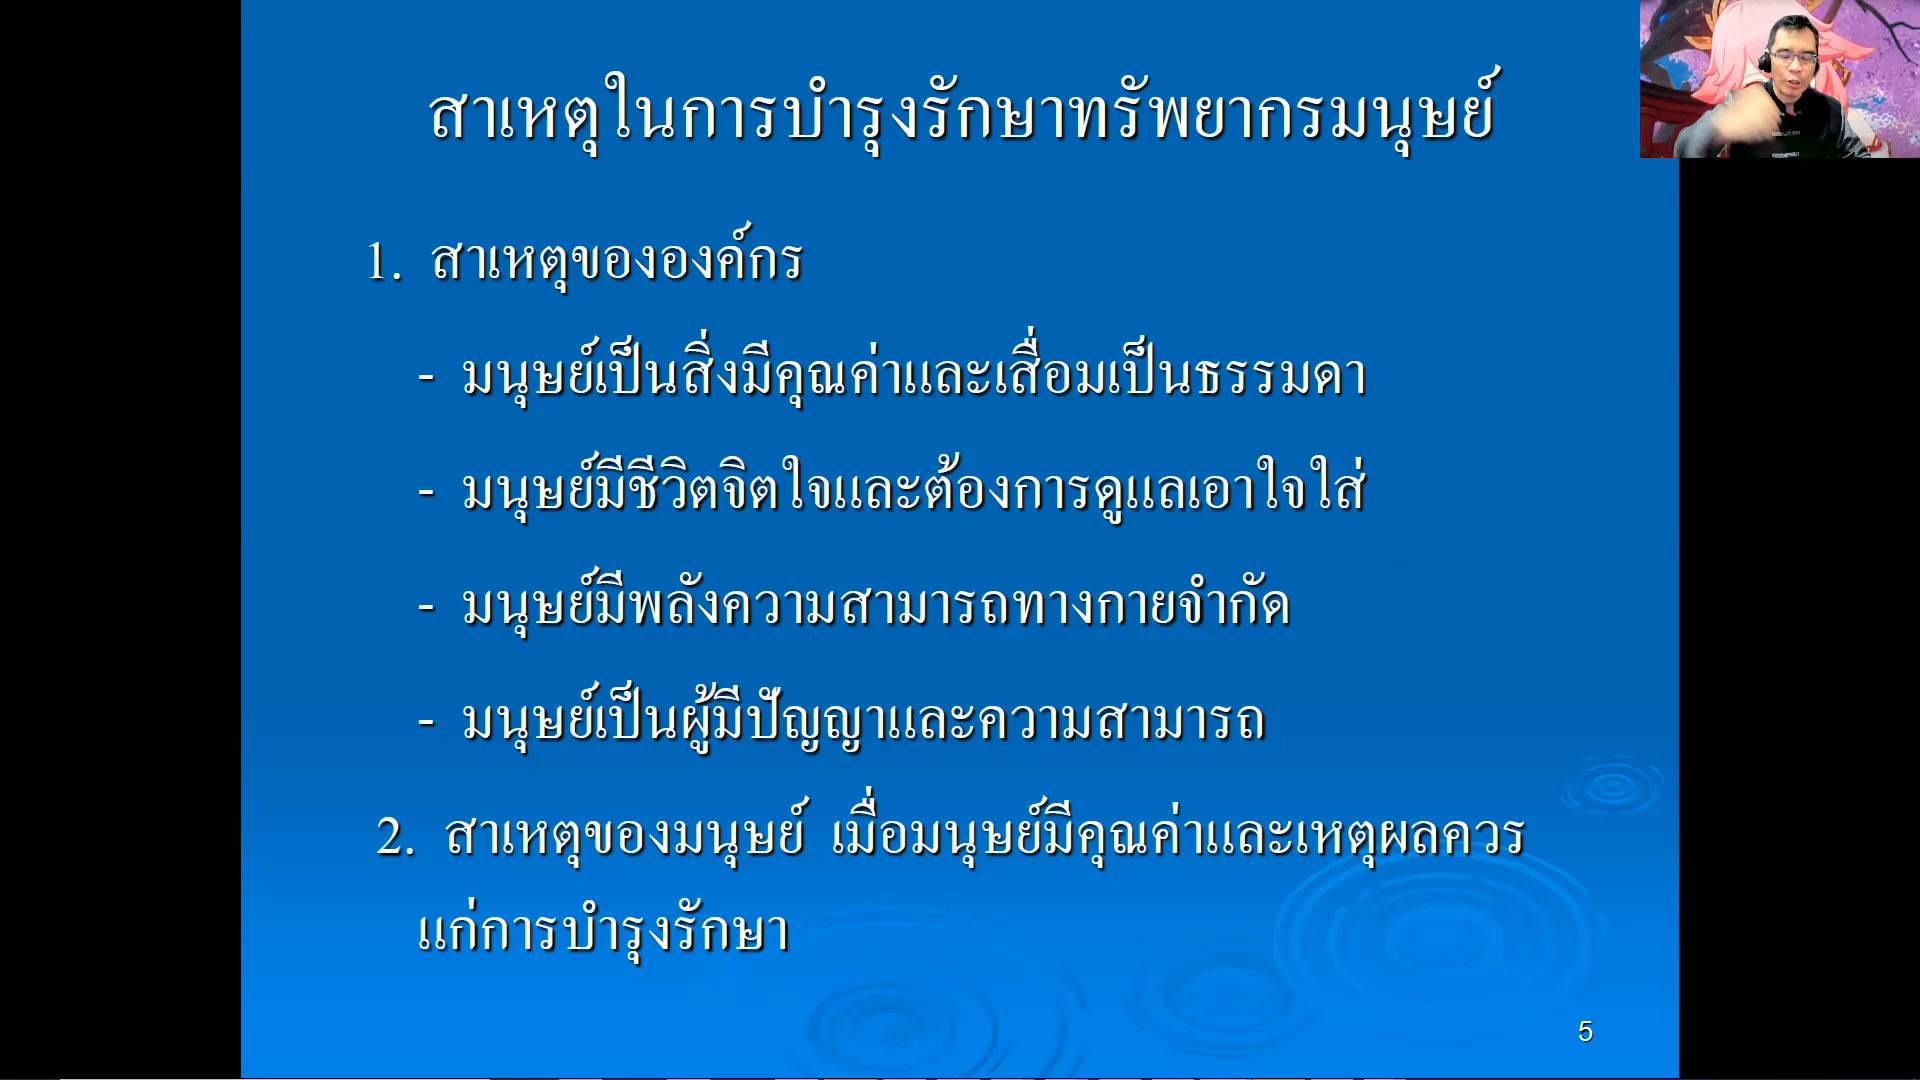 สาเหตุในการบำรุงรักษาทรัพยากรมนุษย์
1. สาเหตุขององค์กร
- มนุษย์เป็นสิ่งมีคุณค่าและเสื่อมเป็นธรรมดา
- มนุษย์มีชีวิตจิตใจและต้องการดูแลเอาใจใส่
- มนุษย์มีพลังความสามารถทางกายจำกัด
- มนุษย์เป็นผู้มีปัญญาและความสามารถ
2. สาเหตุของมนุษย์ เมื่อมนุษย์มีคุณค่าและเหตุผลควร
แก่การบำรุงรักษา
5